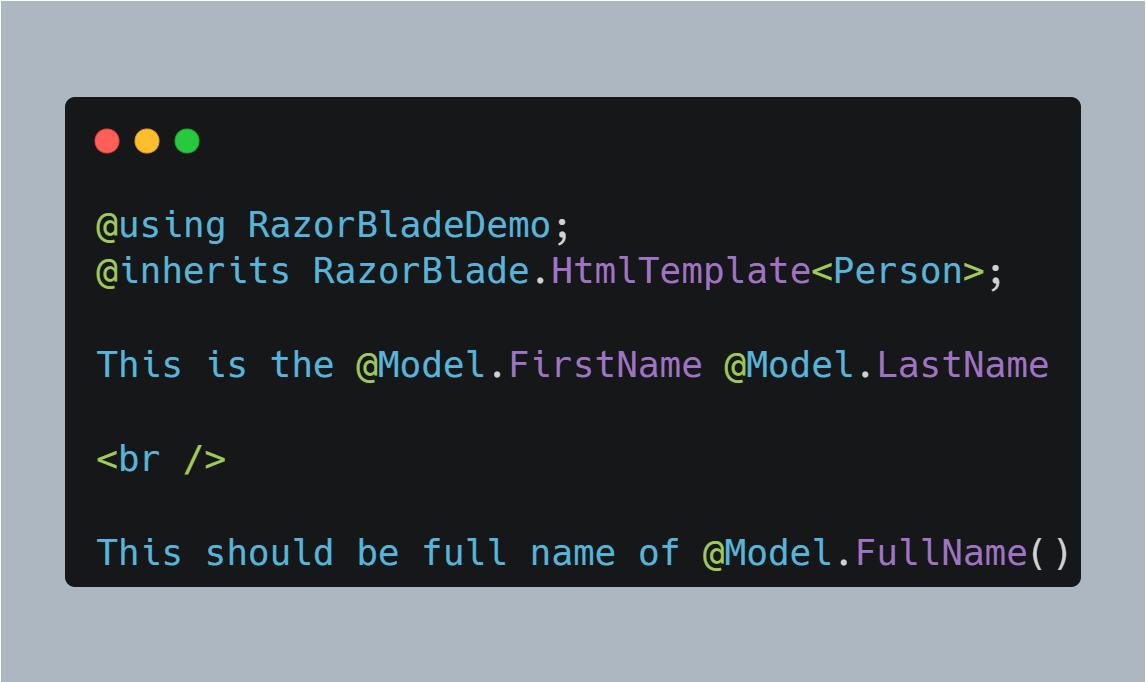 @using RazorBladeDemo;
@inherits RazorBlade.HtmlTemplate<Person>;
This is the @Model.FirstName @Model.LastName
<br />
This should be full name of @Model.FullName()